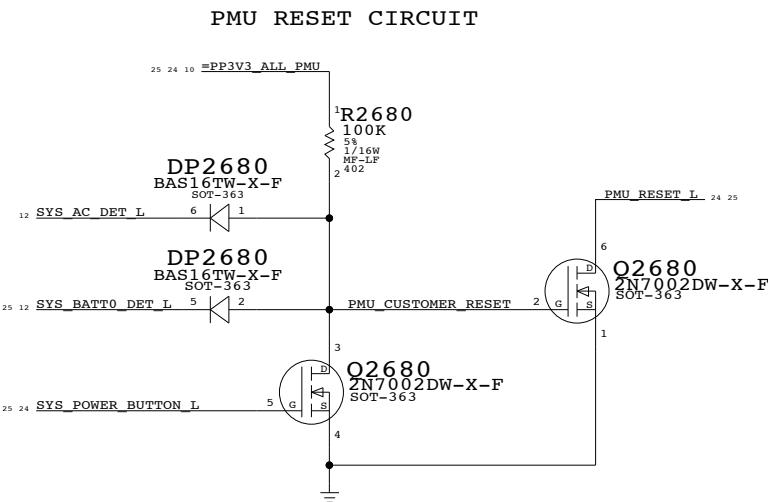 PMU RESET CIRCUIT
25 24 10 =PP3V3_ALL_PMU
1
R2680
100K
5%
1/16W
MF-LF
402
2
DP2680
BAS16TW-X-F
SOT-363
12 SYS_AC_DET_L 6 1
PMU_RESET_L 24 25
DP2680
BAS16TW-X-F
SOT-363
25 12 SYS_BATT0_DET_L 5 2
PMU_CUSTOMER_RESET 2 G
6
D
S
1
Q2680
2N7002DW-X-F
SOT-363
3
D
Q2680
2N7002DW-X-F
SOT-363
25 24 SYS_POWER_BUTTON_L 5 G
S
4